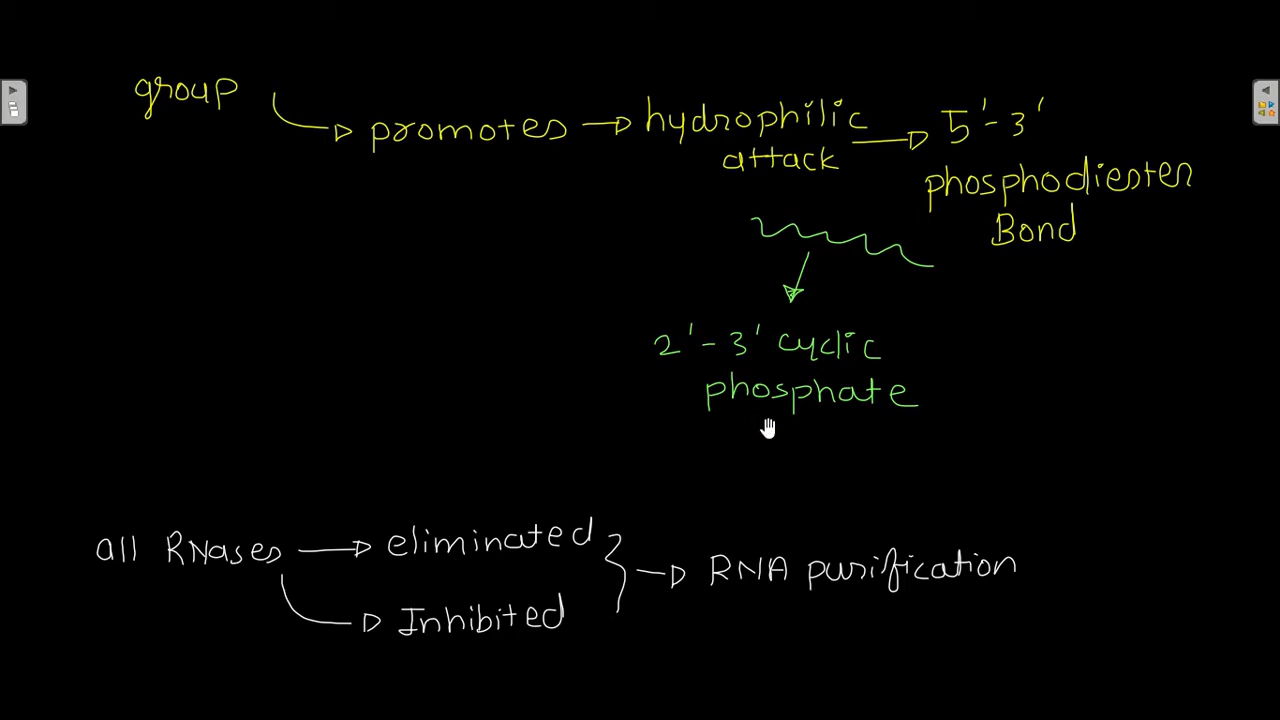 group
promotes hydrophilic 5'-3'
attack
phosphodiester
Bond
2'-3' cyclic
phosphate
all RNases eliminated
RNA purification
Inhibited